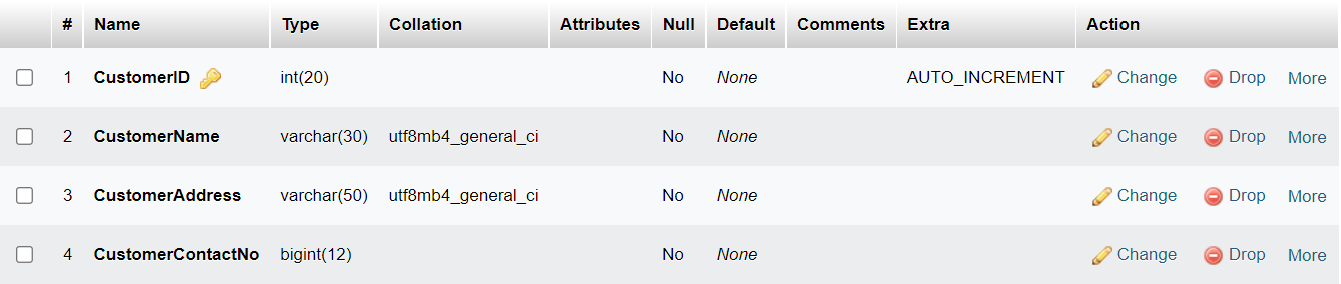 # Name Type Collation Attributes Null Default Comments Extra Action
1 CustomerID int(20) No None AUTO_INCREMENT Change Drop More
2 CustomerName varchar(30) utf8mb4_general_ci No None Change Drop More
3 CustomerAddress varchar(50) utf8mb4_general_ci No None Change Drop More
4 CustomerContactNo bigint(12) No None Change Drop More